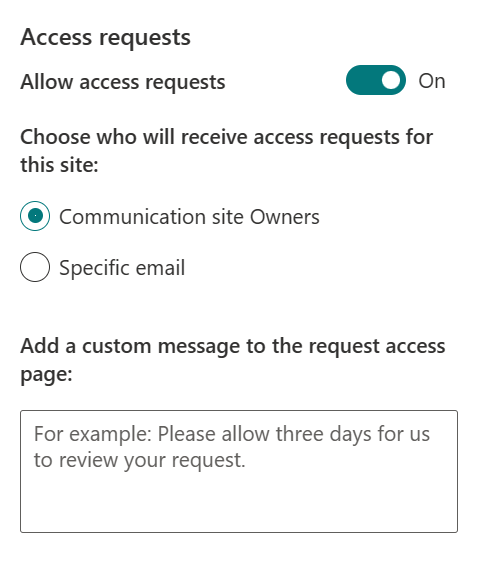 Access requests
Allow access requests
On
Choose who will receive access requests for
this site:
Communication site Owners
Specific email
Add a custom message to the request access
page:
For example: Please allow three days for us
to review your request.